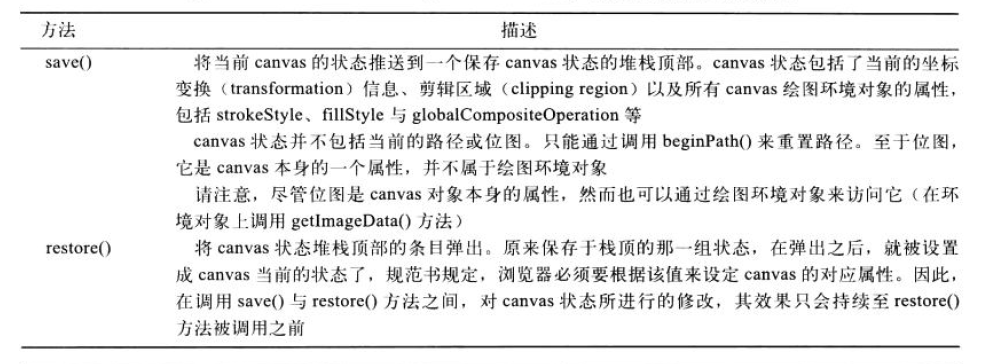 方法 描述
save() 将当前 canvas 的状态推送到一个保存 canvas 状态的堆栈顶部。canvas 状态包括了当前的坐标
变换（transformation）信息、剪辑区域（clipping region）以及所有 canvas 绘图环境对象的属性，
包括 strokeStyle、fillStyle 与 globalCompositeOperation 等
canvas 状态并不包括当前的路径或位图。只能通过调用 beginPath() 来重置路径。至于位图，
它是 canvas 本身的一个属性，并不属于绘图环境对象
请注意，尽管位图是 canvas 对象本身的属性，然而也可以通过绘图环境对象来访问它（在环
境对象上调用 getImageData() 方法）
restore() 将 canvas 状态堆栈顶部的条目弹出。原来保存于栈顶的那一组状态，在弹出之后，就被设置
成 canvas 当前的状态了，规范书规定，浏览器必须要根据该值来设定 canvas 的对应属性。因此，
在调用 save() 与 restore() 方法之间，对 canvas 状态所进行的修改，其效果只会持续至 restore()
方法被调用之前